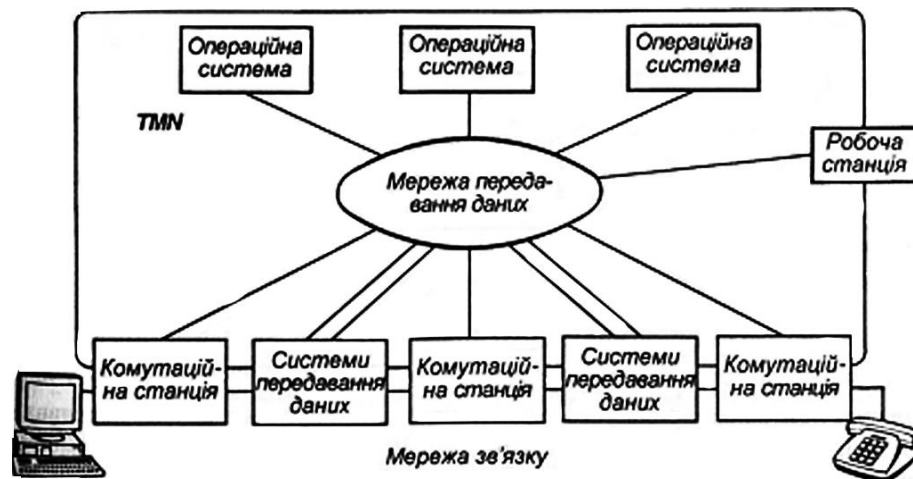 Операційна
система
Операційна
система
Операційна
система
TMN
Робоча
станція
Мережа переда-
вання даних
Комутацій-
на станція
Системи
передавання
даних
Комутацій-
на станція
Системи
передавання
даних
Комутацій-
на станція
Мережа зв'язку